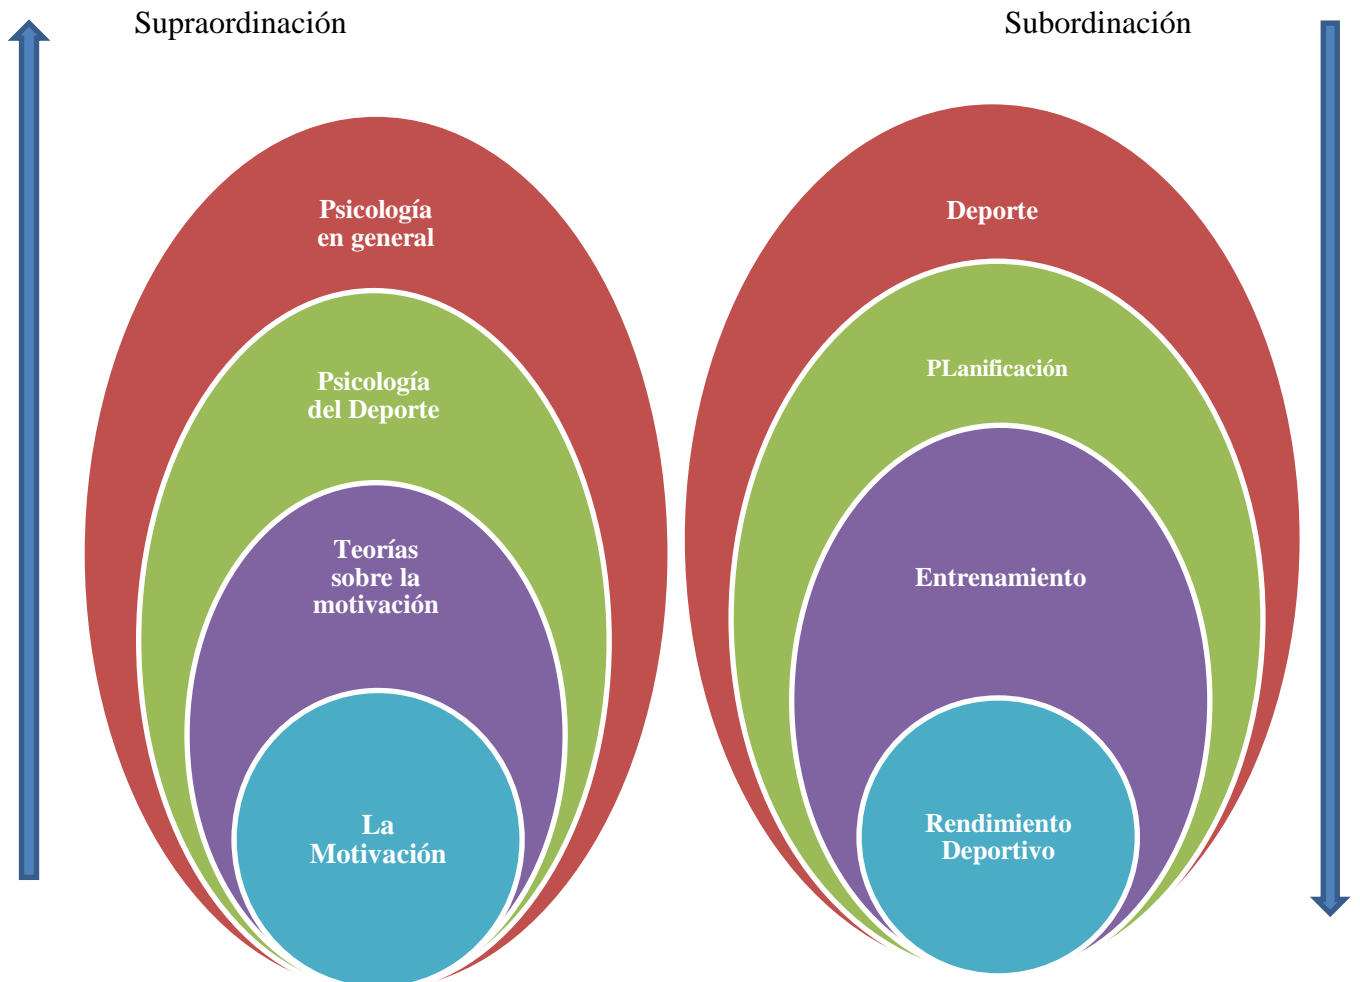 Supraordinación
Subordinación
Psicología
en general
Psicología
del Deporte
Teorías
sobre la
motivación
La
Motivación
Deporte
PLanificación
Entrenamiento
Rendimiento
Deportivo